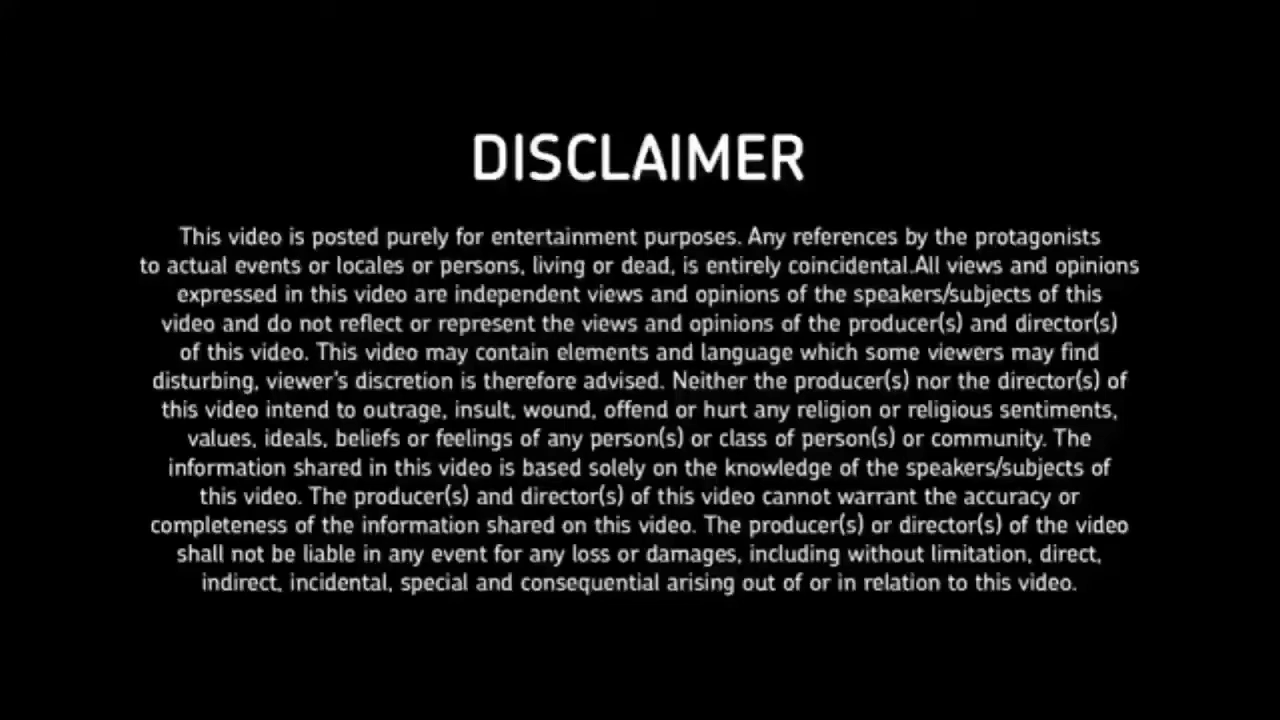 DISCLAIMER
This video is posted purely for entertainment purposes. Any references by the protagonists
to actual events or locales or persons, living or dead, is entirely coincidental.All views and opinions
expressed in this video are independent views and opinions of the speakers/subjects of this
video and do not reflect or represent the views and opinions of the producer(s) and director(s)
of this video. This video may contain elements and language which some viewers may find
disturbing, viewer's discretion is therefore advised. Neither the producer(s) nor the director(s) of
this video intend to outrage, insult, wound, offend or hurt any religion or religious sentiments,
values, ideals, beliefs or feelings of any person(s) or class of person(s) or community. The
information shared in this video is based solely on the knowledge of the speakers/subjects of
this video. The producer(s) and director(s) of this video cannot warrant the accuracy or
completeness of the information shared on this video. The producer(s) or director(s) of the video
shall not be liable in any event for any loss or damages, including without limitation, direct,
indirect, incidental, special and consequential arising out of or in relation to this video.